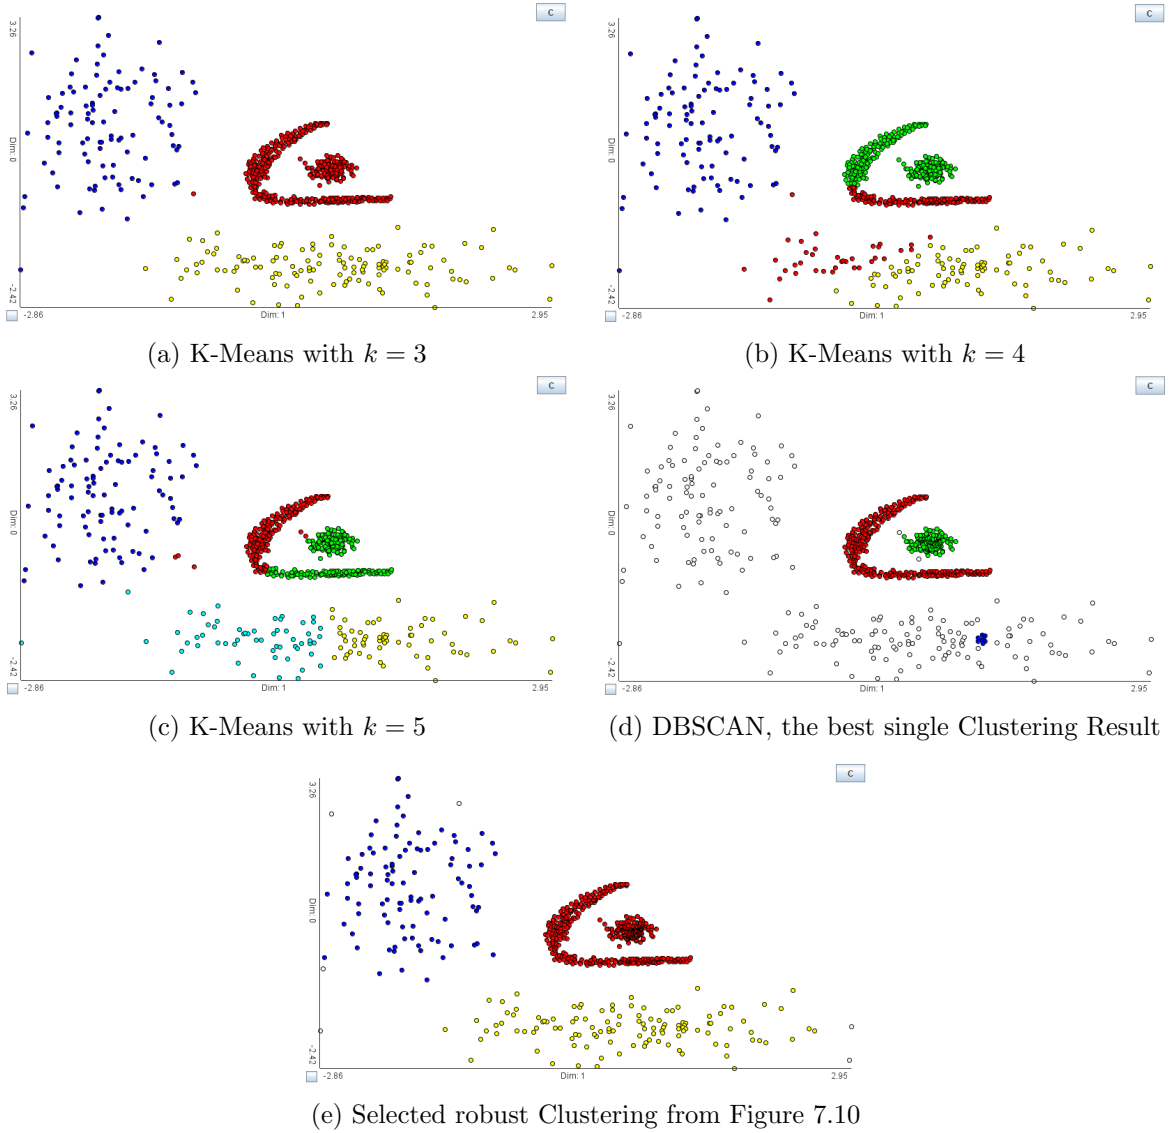 C
C
3.26
Dim: 0
-2.42
-2.86
Dim: 1
2.95
3.26
Dim: 0
-2.42
-2.86
Dim: 1
2.95
(a) K-Means with k = 3
(b) K-Means with k = 4
C
C
3.26
Dim: 0
-2.42
-2.86
Dim: 1
2.95
3.26
Dim: 0
-2.42
-2.86
Dim: 1
2.95
(c) K-Means with k = 5
(d) DBSCAN, the best single Clustering Result
C
3.26
Dim: 0
-2.42
-2.86
Dim: 1
2.95
(e) Selected robust Clustering from Figure 7.10